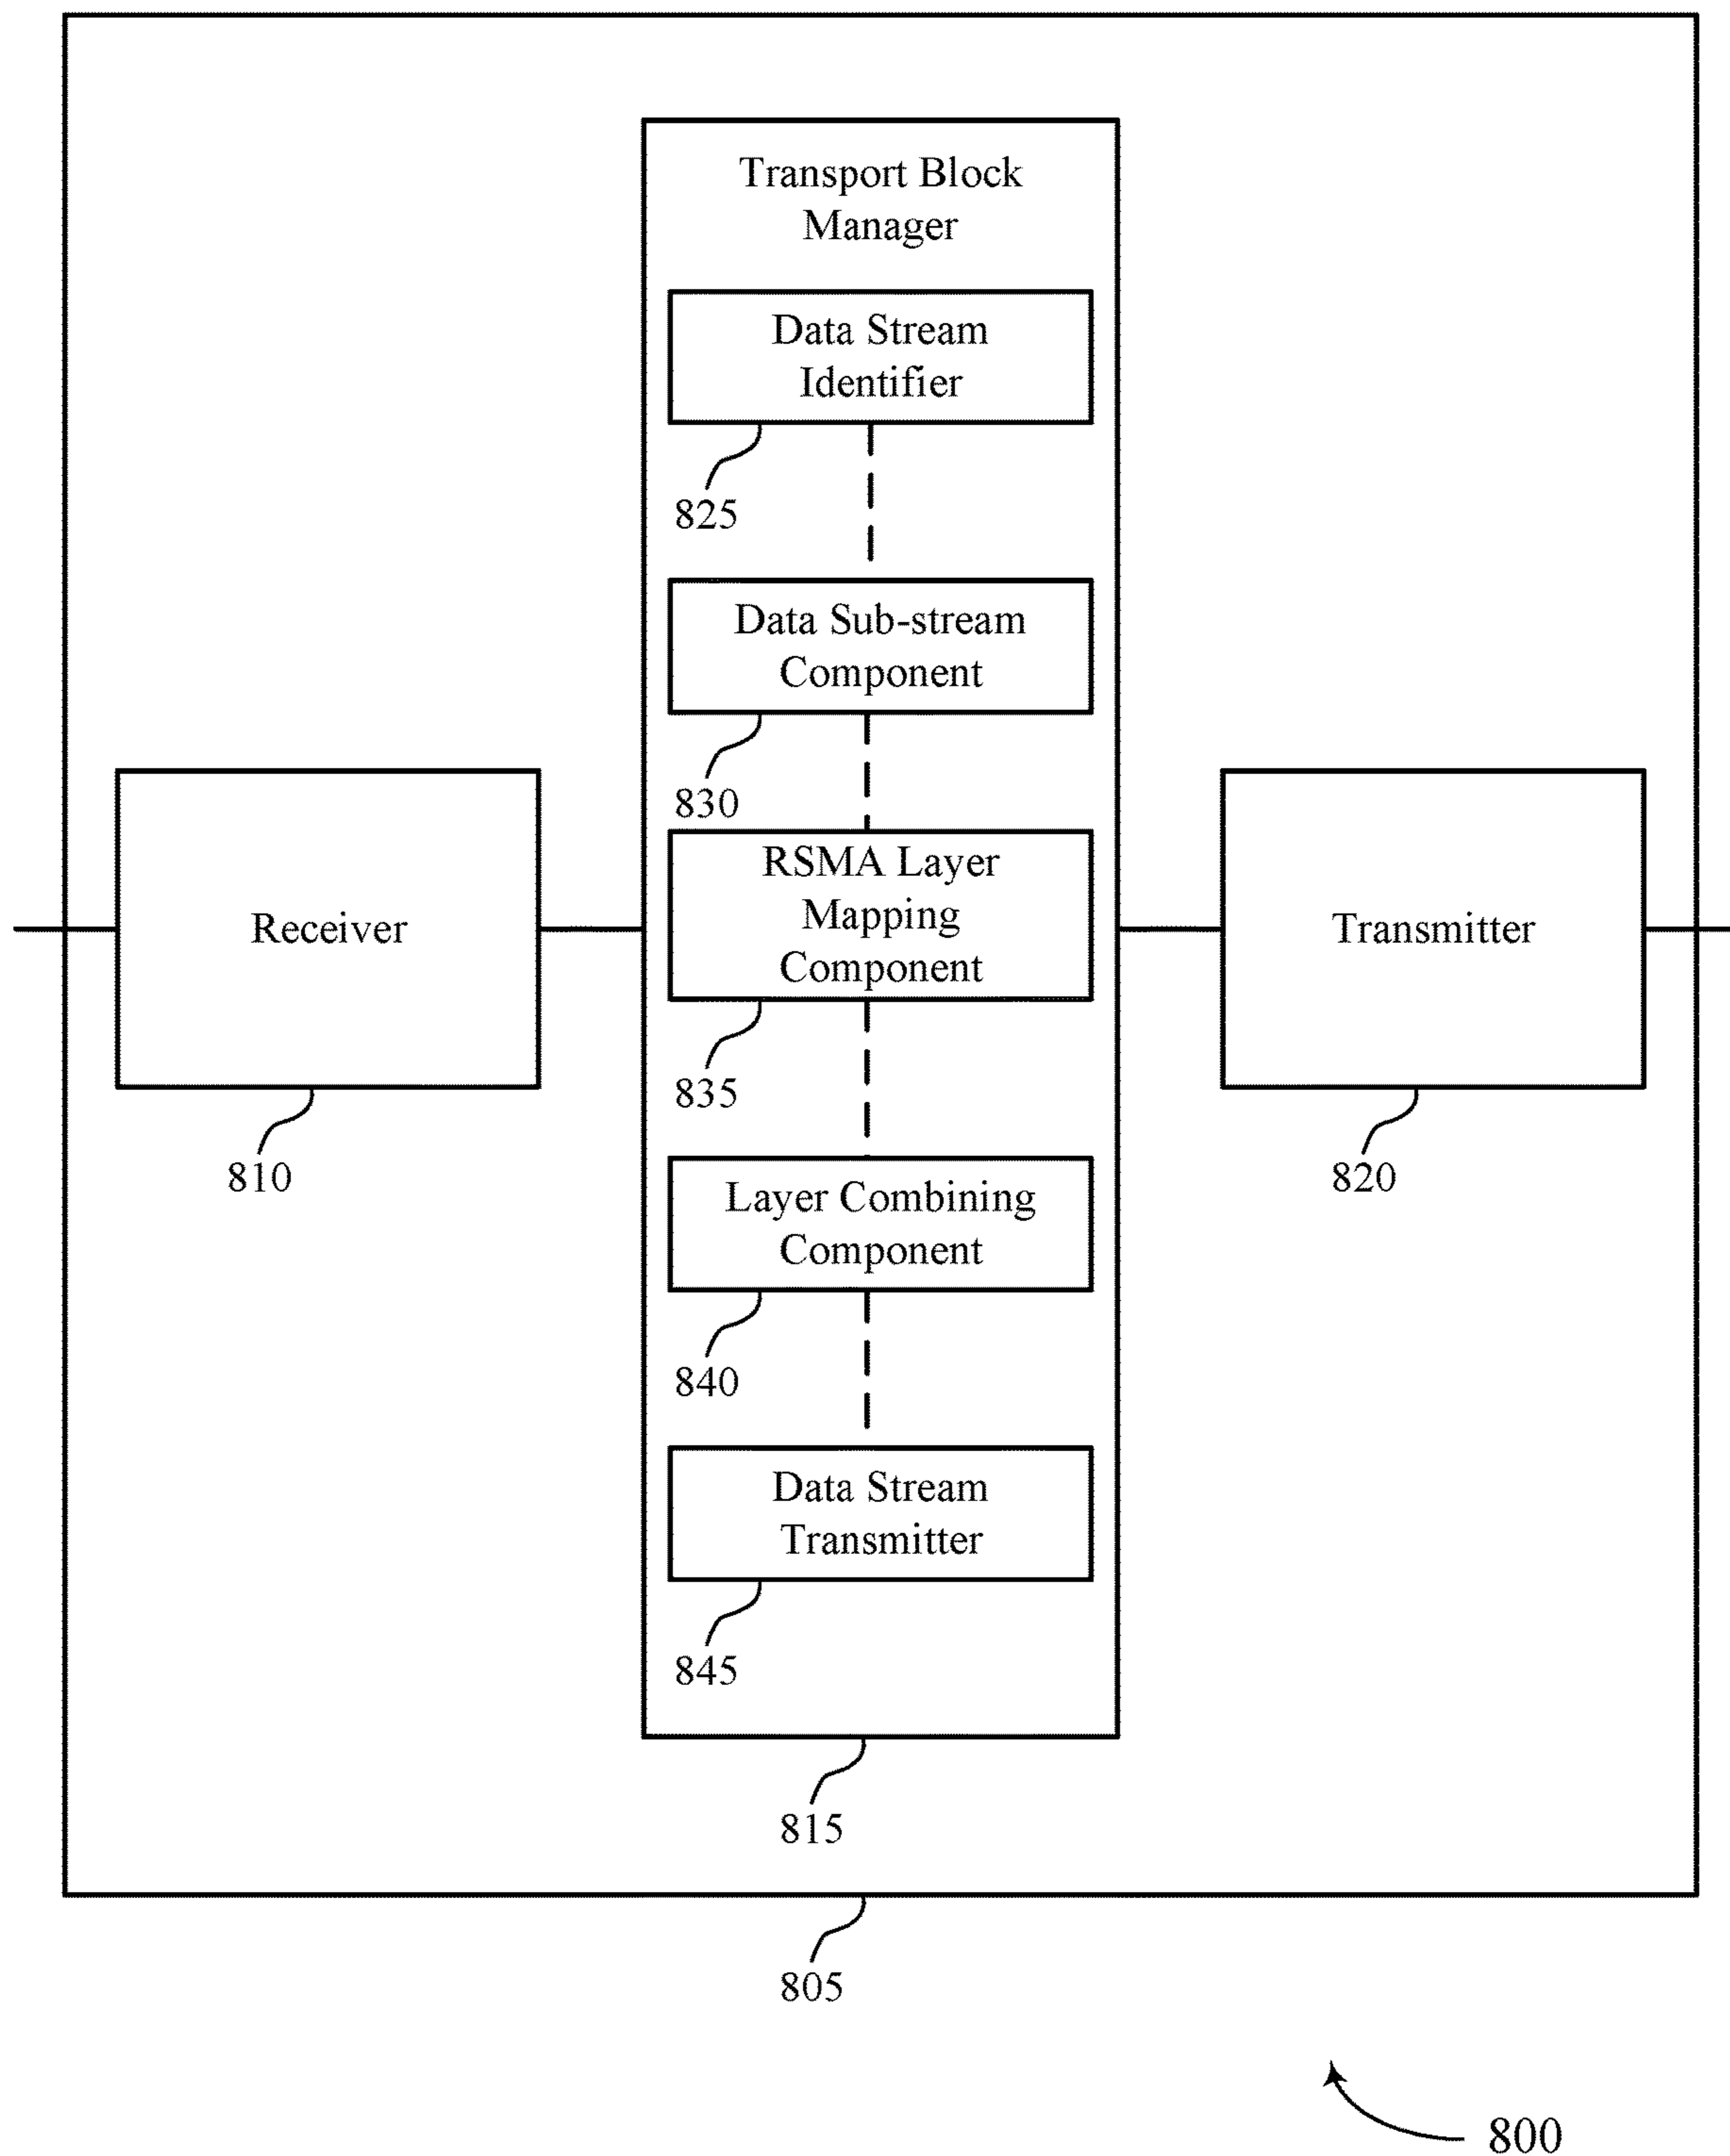 Transport Block
Manager
Data Stream
Identifier
825
Data Sub-stream
Component
830
RSMA Layer
Mapping
Component
835
Layer Combining
Component
840
Data Stream
Transmitter
845
815
Receiver
810
Transmitter
820
805
800